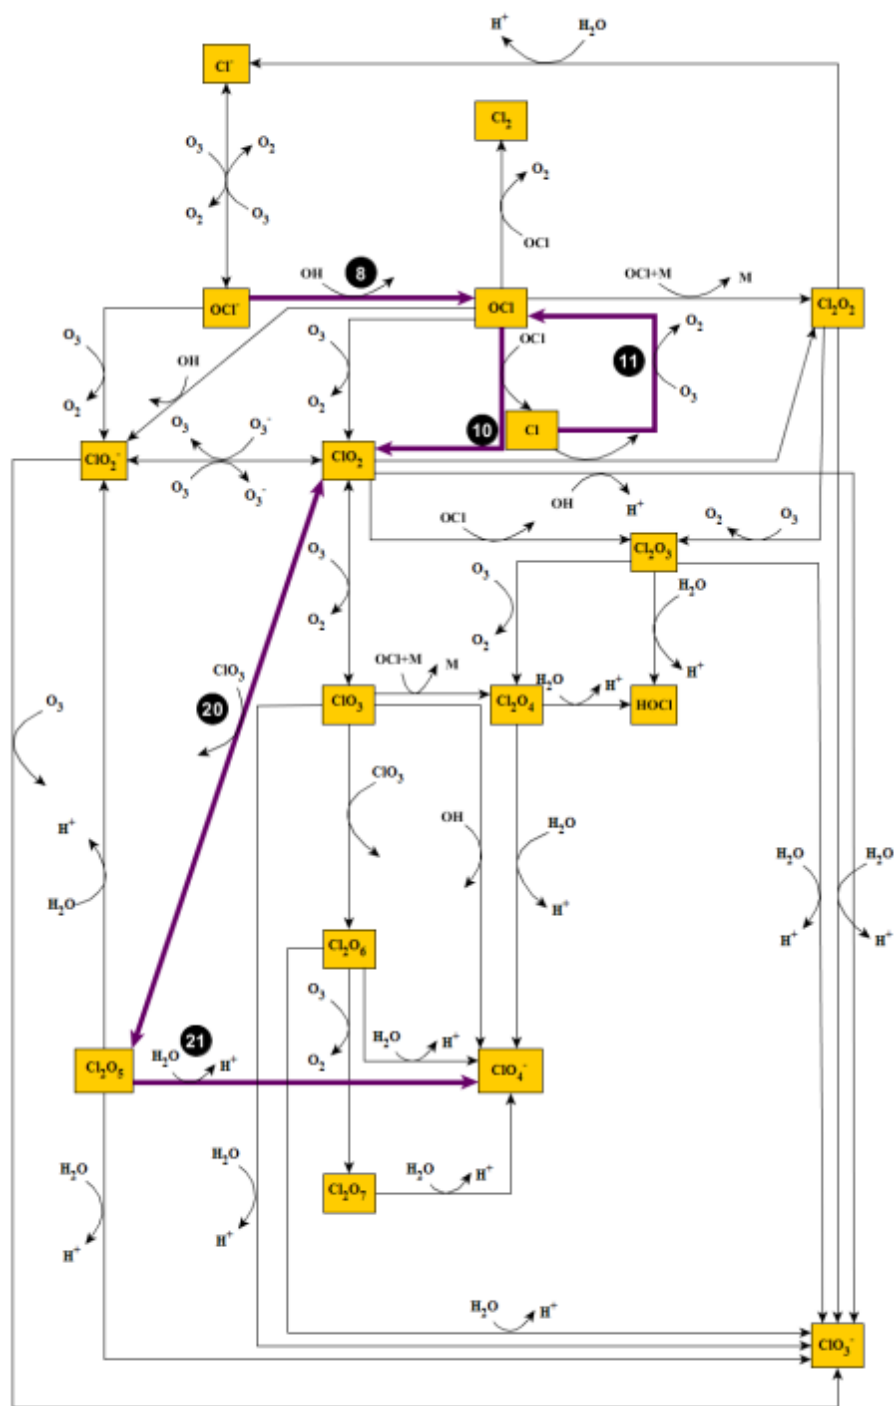 H⁺ H₂O
Cl⁻
Cl₂
O₃ O₂
O₂
O₂ O₃
OCl
OH 8
OCl+M M
OCl⁻ OCl Cl₂O₂
O₃ O₃ OCl O₂
OH 11
O₂ O₂ O₃
10 Cl
O₃ O₃⁻
ClO₂⁻ ClO₂
O₃ O₃⁻
OH H⁺
OCl O₂ O₃
Cl₂O₃
O₃ O₃ H₂O
O₂ O₂
ClO₃ OCl+M M H₂O H⁺ H⁺
20 ClO₃ Cl₂O₄ HOCl
O₃
ClO₃
OH H₂O
H⁺
H₂O H₂O
H₂O H⁺ H⁺ H⁺
Cl₂O₆
O₃
21 H₂O H⁺
H₂O H⁺ O₂
Cl₂O₅ ClO₄⁻
H₂O H₂O H₂O H⁺
Cl₂O₇
H⁺ H⁺
H₂O H⁺
ClO₃⁻